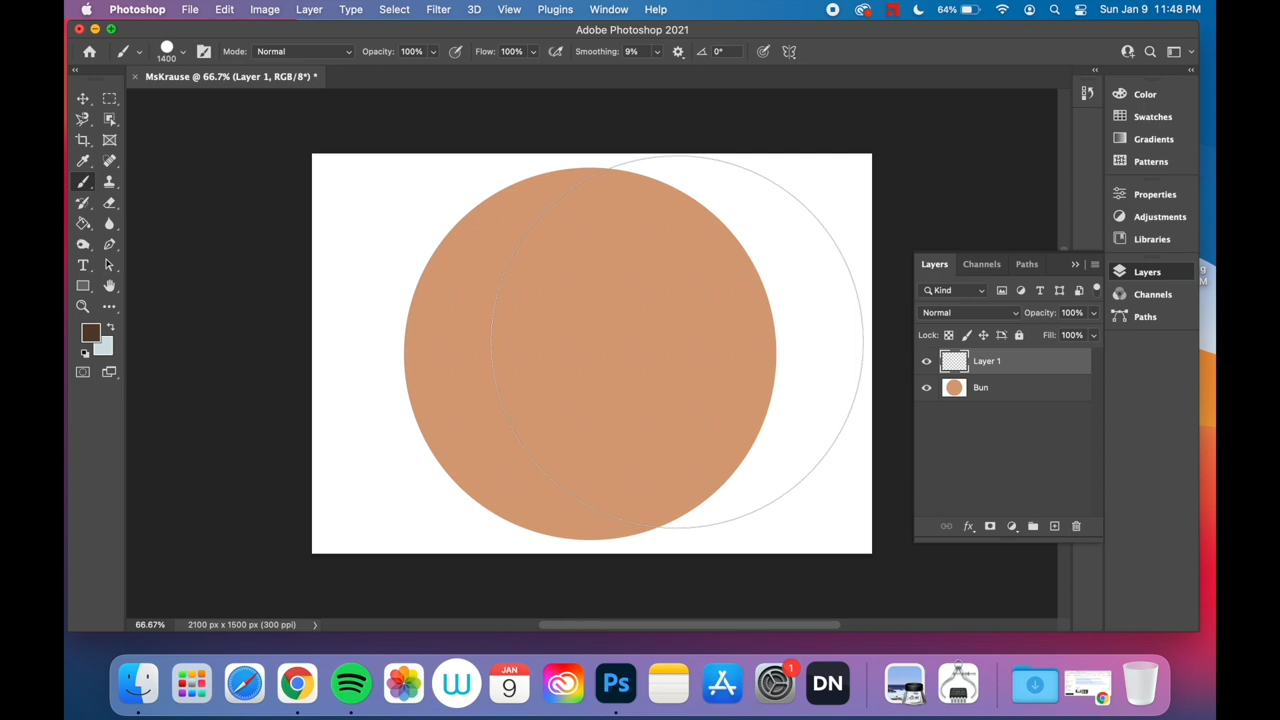 Photoshop File Edit Image Layer Type Select Filter 3D View Plugins Window Help 64% Sun Jan 9 11:48 PM
Adobe Photoshop 2021
1400 Mode: Normal Opacity: 100% Flow: 100% Smoothing: 9% 0°
× MsKrause @ 66.7% (Layer 1, RGB/8*) *
Color
Swatches
Gradients
Patterns
Properties
Adjustments
Libraries
Layers
Channels
Paths
Layers Channels Paths
Kind
Normal Opacity: 100%
Lock: Fill: 100%
Layer 1
Bun
fx
T
9
M
66.67% 2100 px x 1500 px (300 ppi)
JAN
9
W
Ps
1
DN